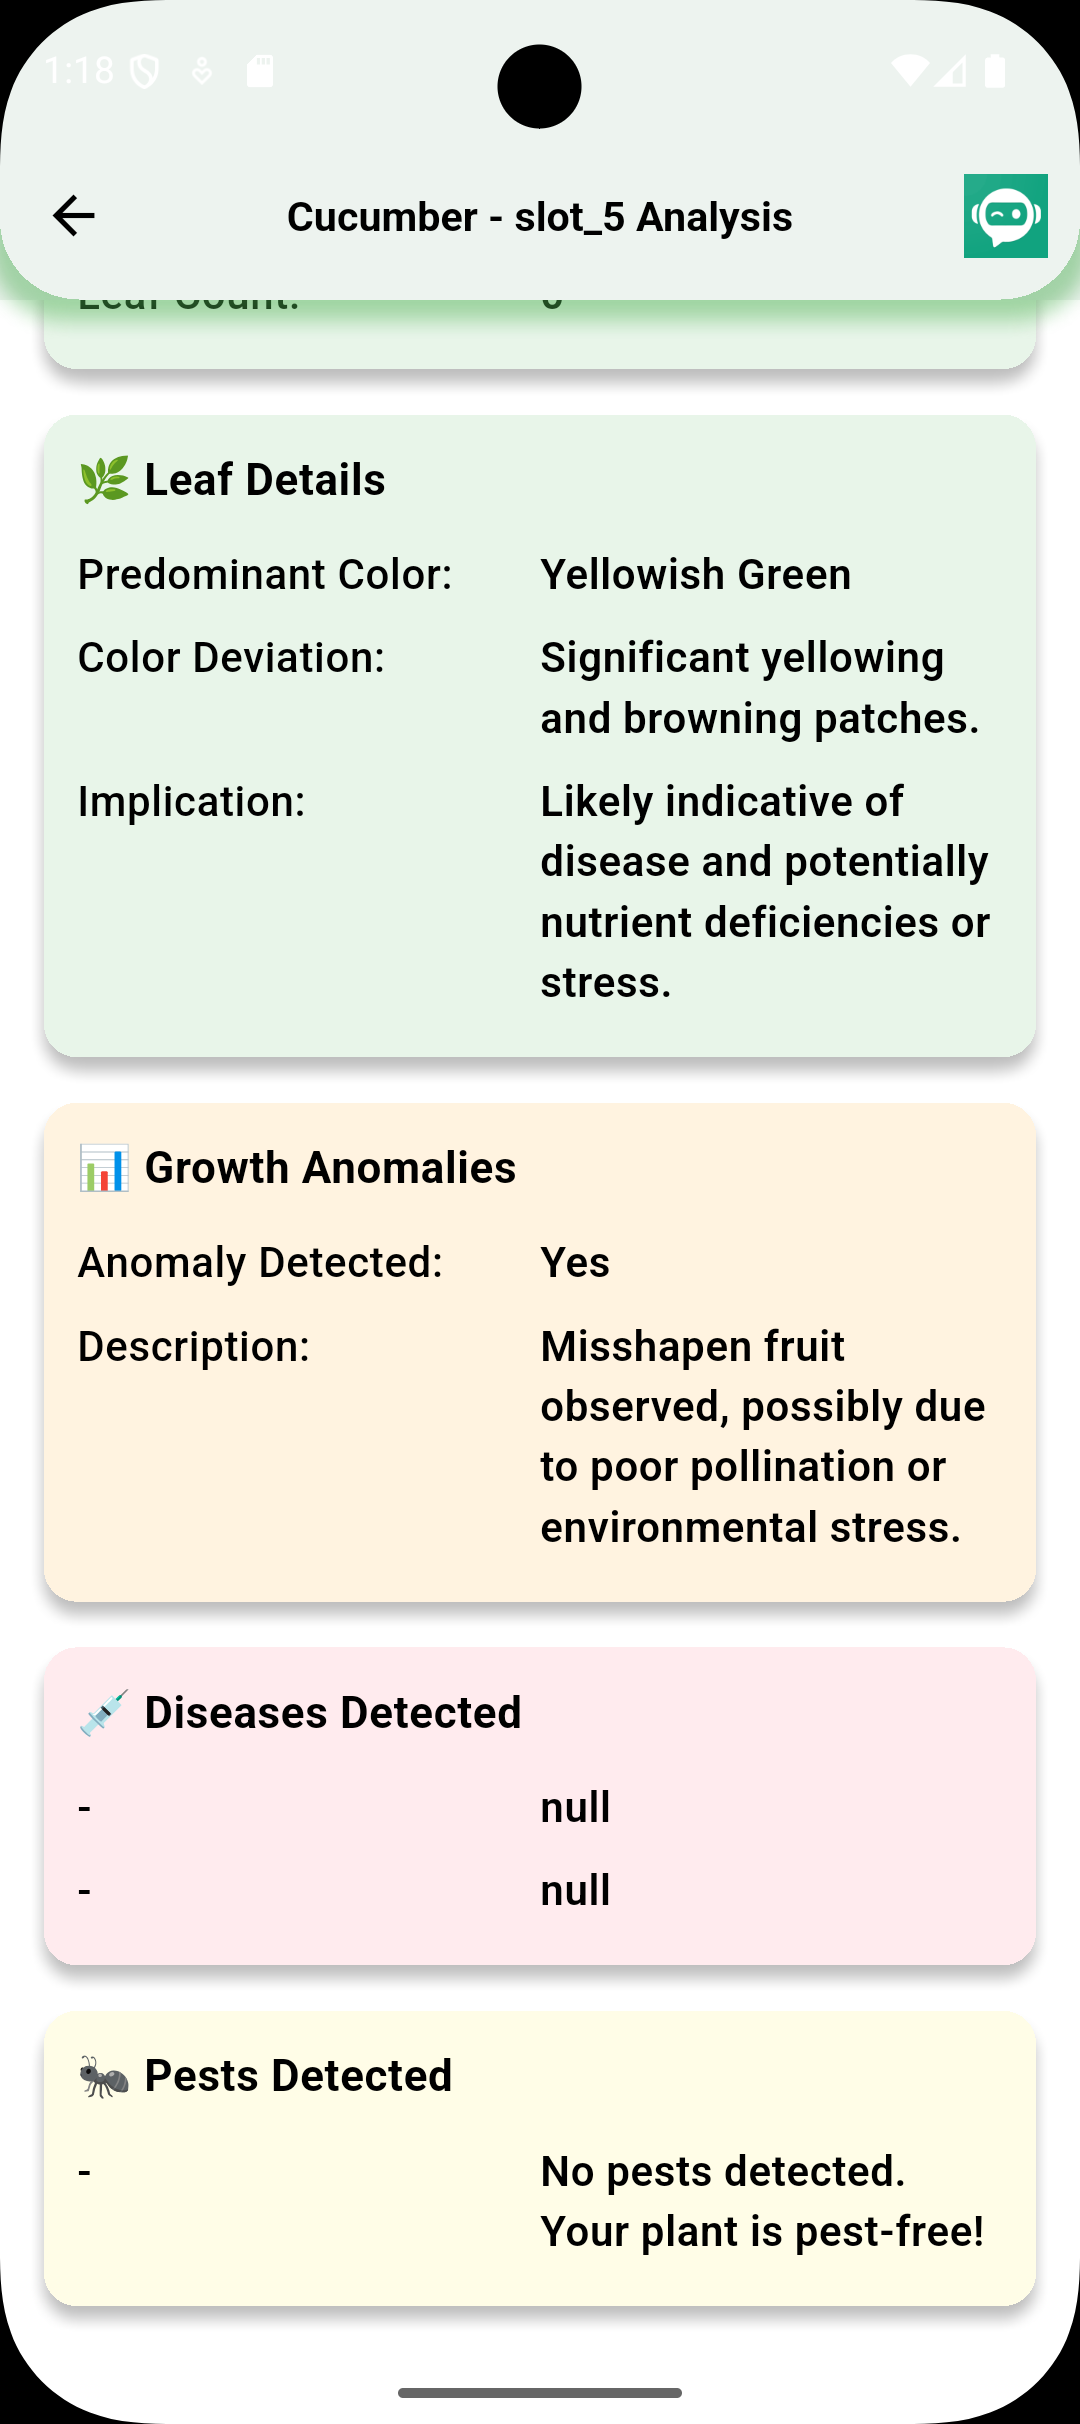 1:18
Cucumber - slot_5 Analysis
Leaf Count:
🌿 Leaf Details
Predominant Color: Yellowish Green
Color Deviation: Significant yellowing
and browning patches.
Implication: Likely indicative of
disease and potentially
nutrient deficiencies or
stress.
📊 Growth Anomalies
Anomaly Detected: Yes
Description: Misshapen fruit
observed, possibly due
to poor pollination or
environmental stress.
💉 Diseases Detected
- null
- null
🐜 Pests Detected
- No pests detected.
Your plant is pest-free!